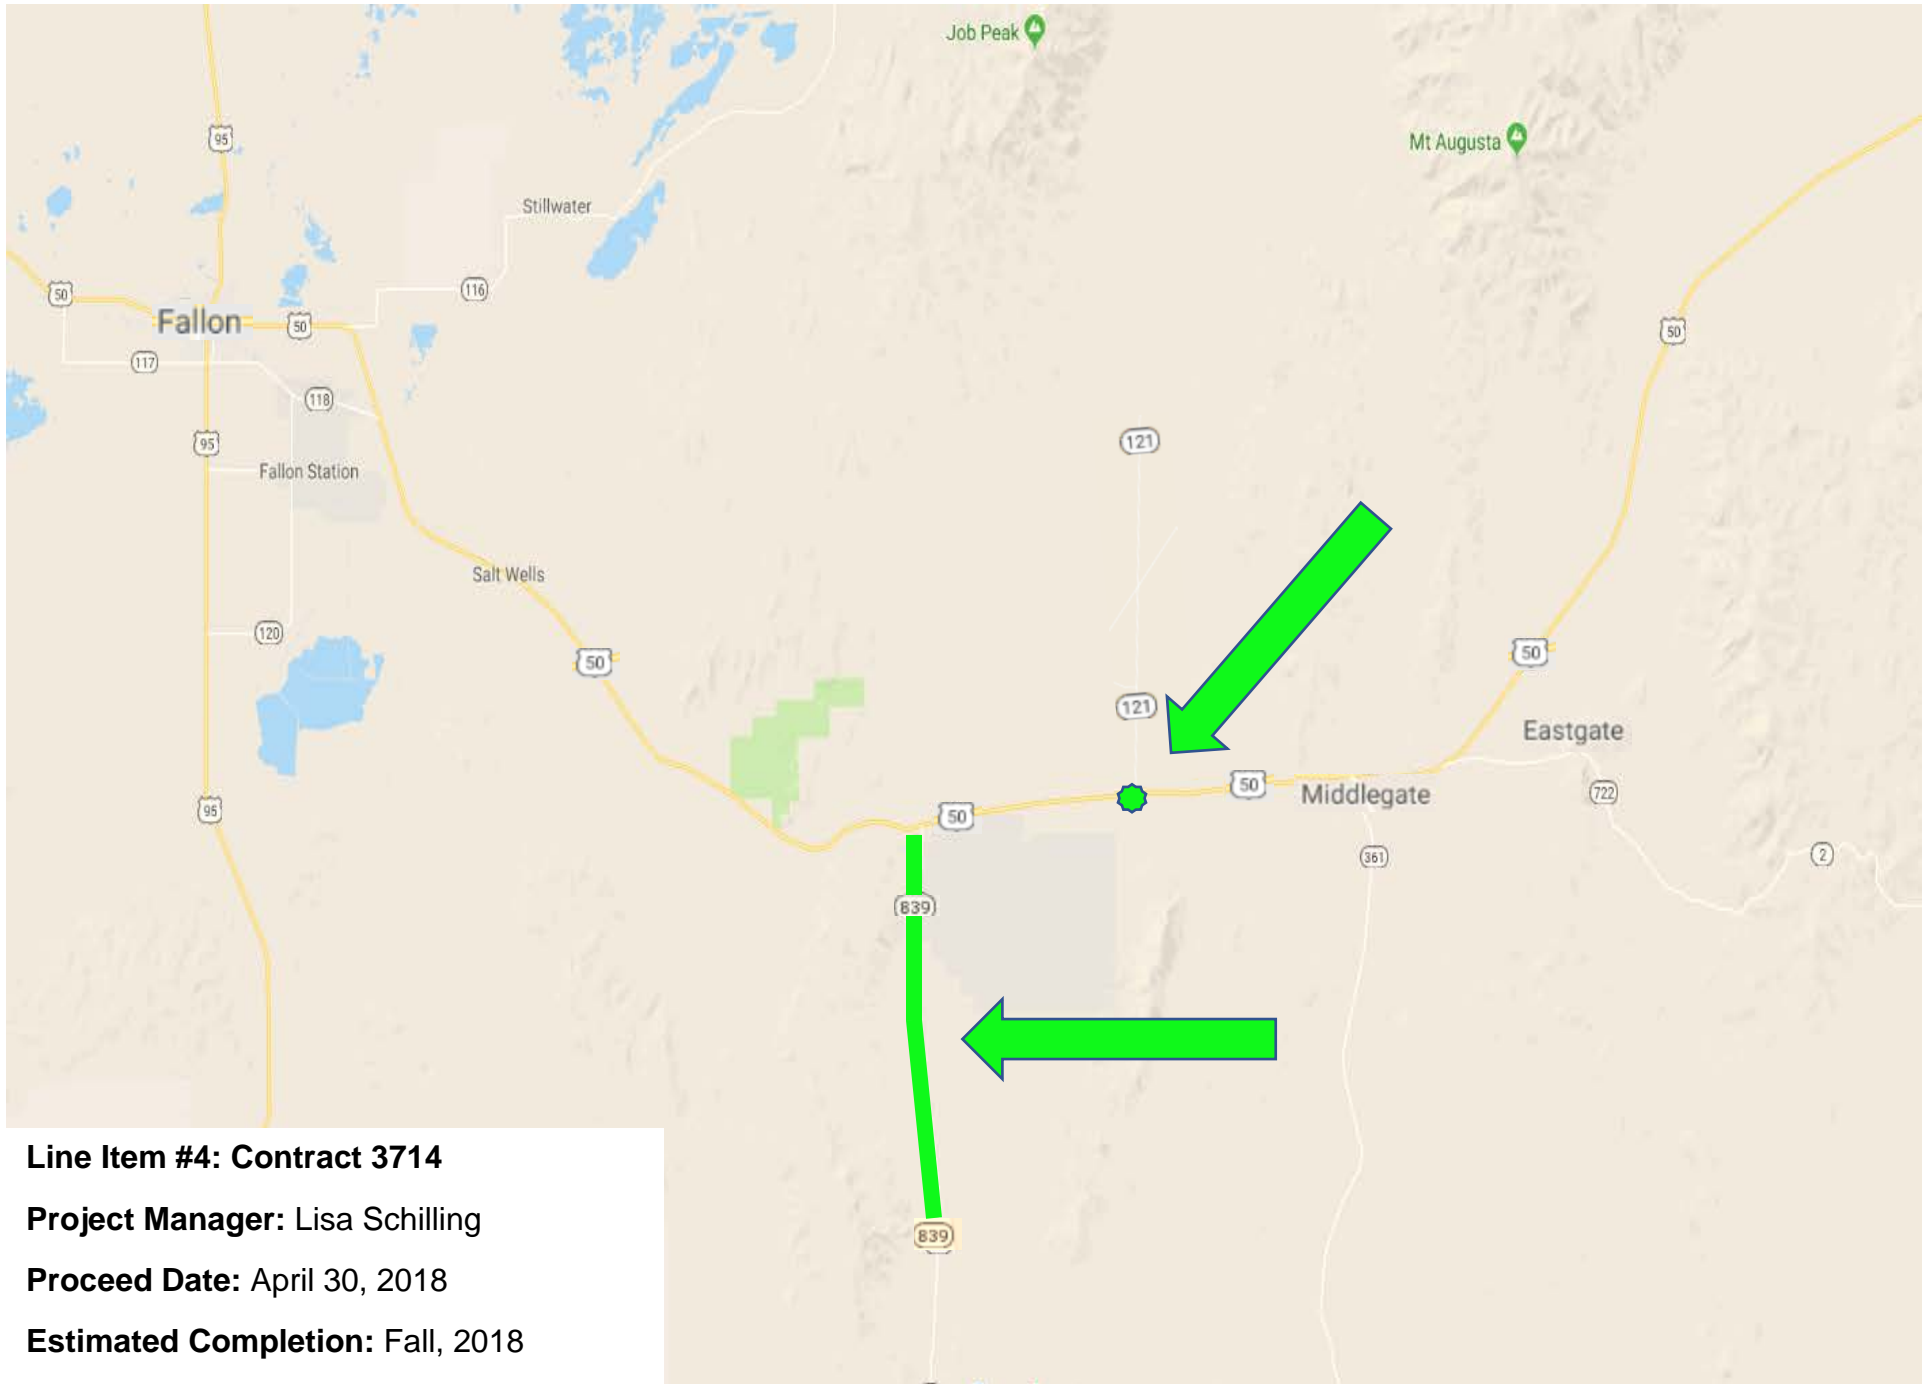 Job Peak
Mt Augusta
95
Stillwater
116
50
Fallon
50
50
117
118
95
121
Fallon Station
Salt Wells
120
50
50
121
Eastgate
50
Middlegate
722
95
50
361
2
839
Line Item #4: Contract 3714
Project Manager: Lisa Schilling
839
Proceed Date: April 30, 2018
Estimated Completion: Fall, 2018